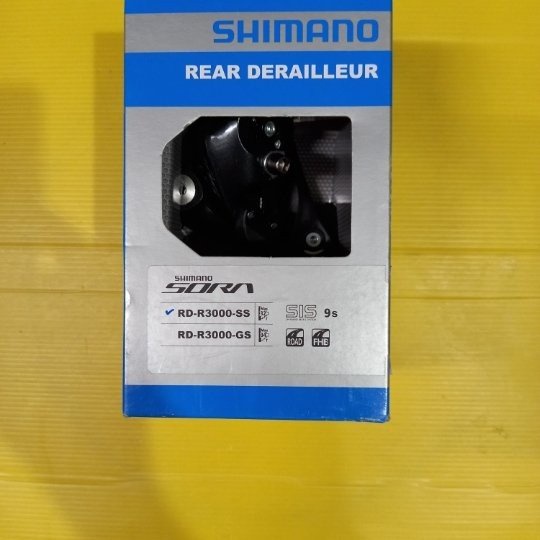 SHIMANO
REAR DERAILLEUR
SHIMANO
SORA
✓ RD-R3000-SS SIS 9s
RD-R3000-GS ROAD FHB